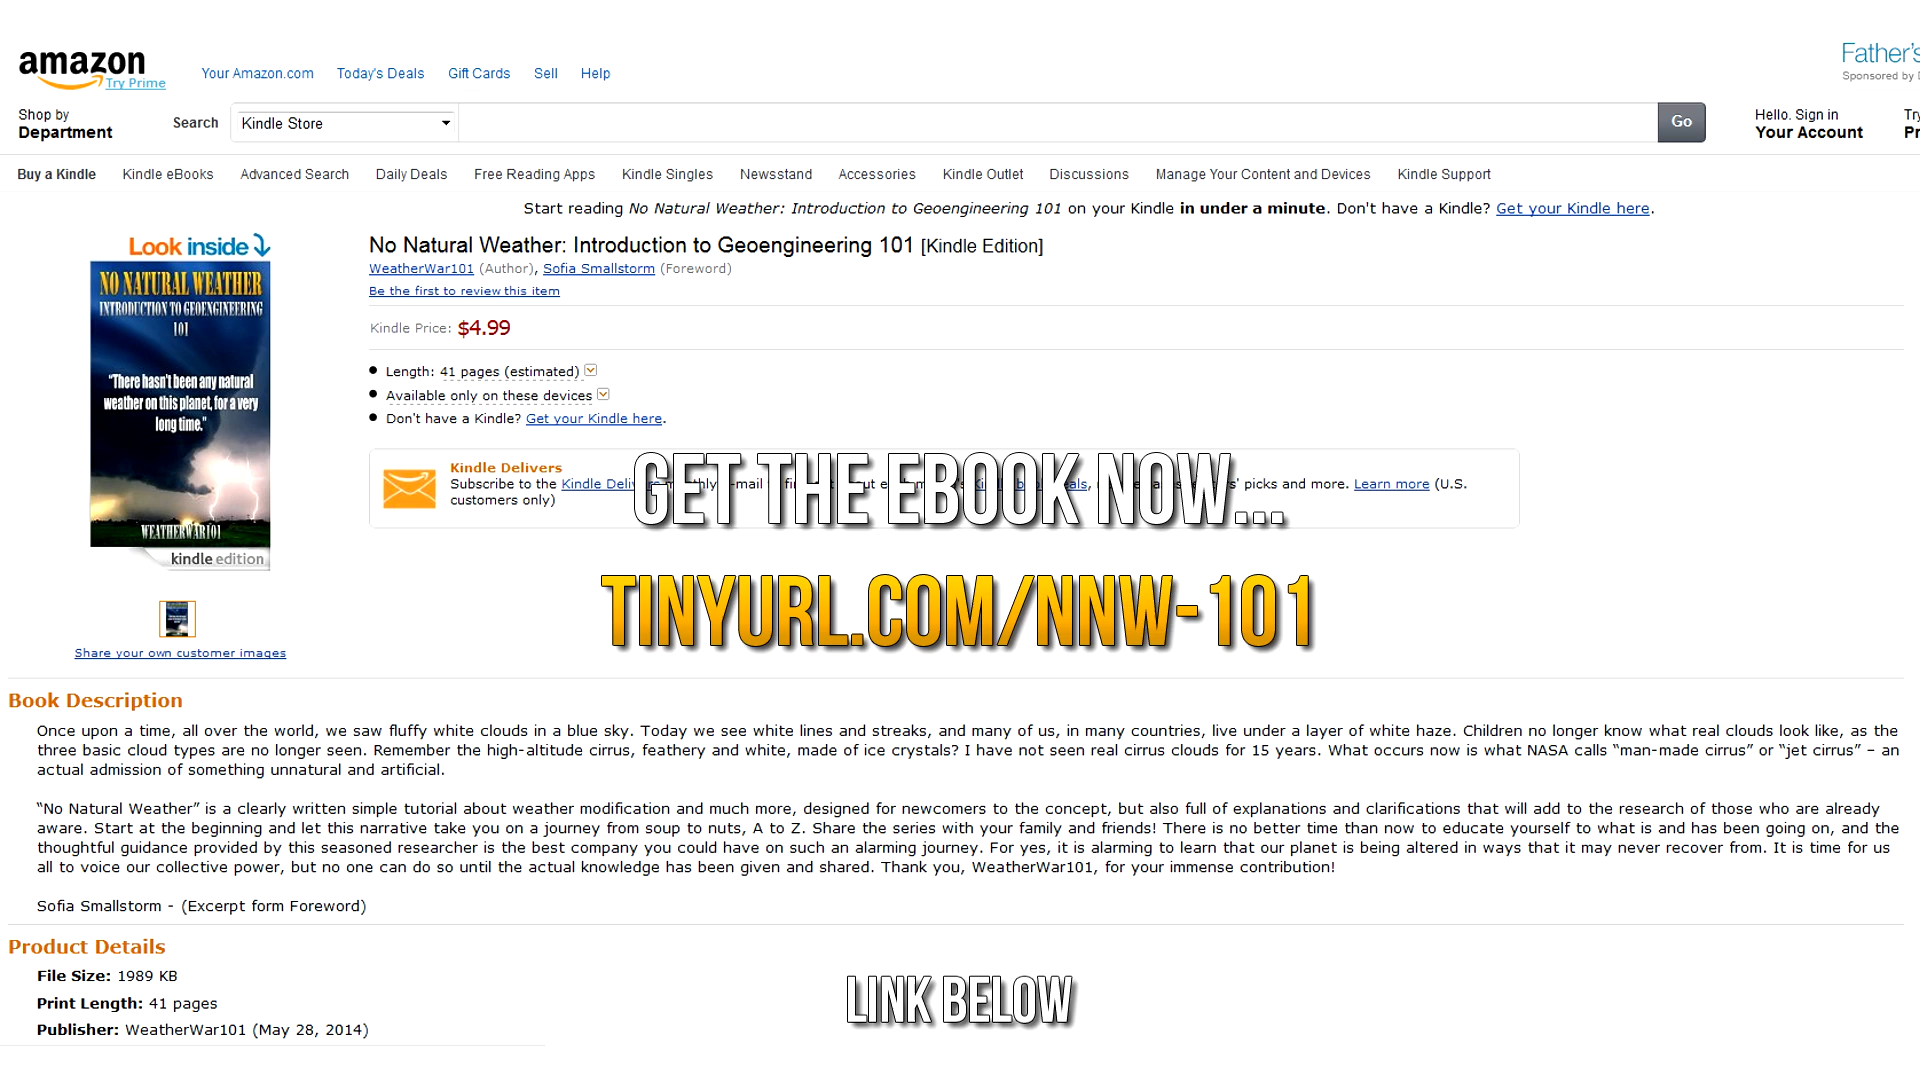 amazon
Try Prime
Your Amazon.com Today's Deals Gift Cards Sell Help
Father's
Sponsored by
Shop by
Department
Search Kindle Store Go
Hello. Sign in
Your Account
Try
Buy a Kindle Kindle eBooks Advanced Search Daily Deals Free Reading Apps Kindle Singles Newsstand Accessories Kindle Outlet Discussions Manage Your Content and Devices Kindle Support
Start reading No Natural Weather: Introduction to Geoengineering 101 on your Kindle in under a minute. Don't have a Kindle? Get your Kindle here.
Look inside
NO NATURAL WEATHER
INTRODUCTION TO GEOENGINEERING
101
"There hasn't been any natural
weather on this planet, for a very
long time."
WEATHERWAR101
kindle edition
Share your own customer images
No Natural Weather: Introduction to Geoengineering 101 [Kindle Edition]
WeatherWar101 (Author), Sofia Smallstorm (Foreword)
Be the first to review this item
Kindle Price: $4.99
Length: 41 pages (estimated)
Available only on these devices
Don't have a Kindle? Get your Kindle here.
Kindle Delivers
Subscribe to the Kindle picks and more. Learn more (U.S.
customers only)
GET THE EBOOK NOW...
TINYURL.COM/NNW-101
Book Description
Once upon a time, all over the world, we saw fluffy white clouds in a blue sky. Today we see white lines and streaks, and many of us, in many countries, live under a layer of white haze. Children no longer know what real clouds look like, as the
three basic cloud types are no longer seen. Remember the high-altitude cirrus, feathery and white, made of ice crystals? I have not seen real cirrus clouds for 15 years. What occurs now is what NASA calls “man-made cirrus” or “jet cirrus” – an
actual admission of something unnatural and artificial.
“No Natural Weather” is a clearly written simple tutorial about weather modification and much more, designed for newcomers to the concept, but also full of explanations and clarifications that will add to the research of those who are already
aware. Start at the beginning and let this narrative take you on a journey from soup to nuts, A to Z. Share the series with your family and friends! There is no better time than now to educate yourself to what is and has been going on, and the
thoughtful guidance provided by this seasoned researcher is the best company you could have on such an alarming journey. For yes, it is alarming to learn that our planet is being altered in ways that it may never recover from. It is time for us
all to voice our collective power, but no one can do so until the actual knowledge has been given and shared. Thank you, WeatherWar101, for your immense contribution!
Sofia Smallstorm - (Excerpt form Foreword)
Product Details
File Size: 1989 KB
Print Length: 41 pages
Publisher: WeatherWar101 (May 28, 2014)
LINK BELOW